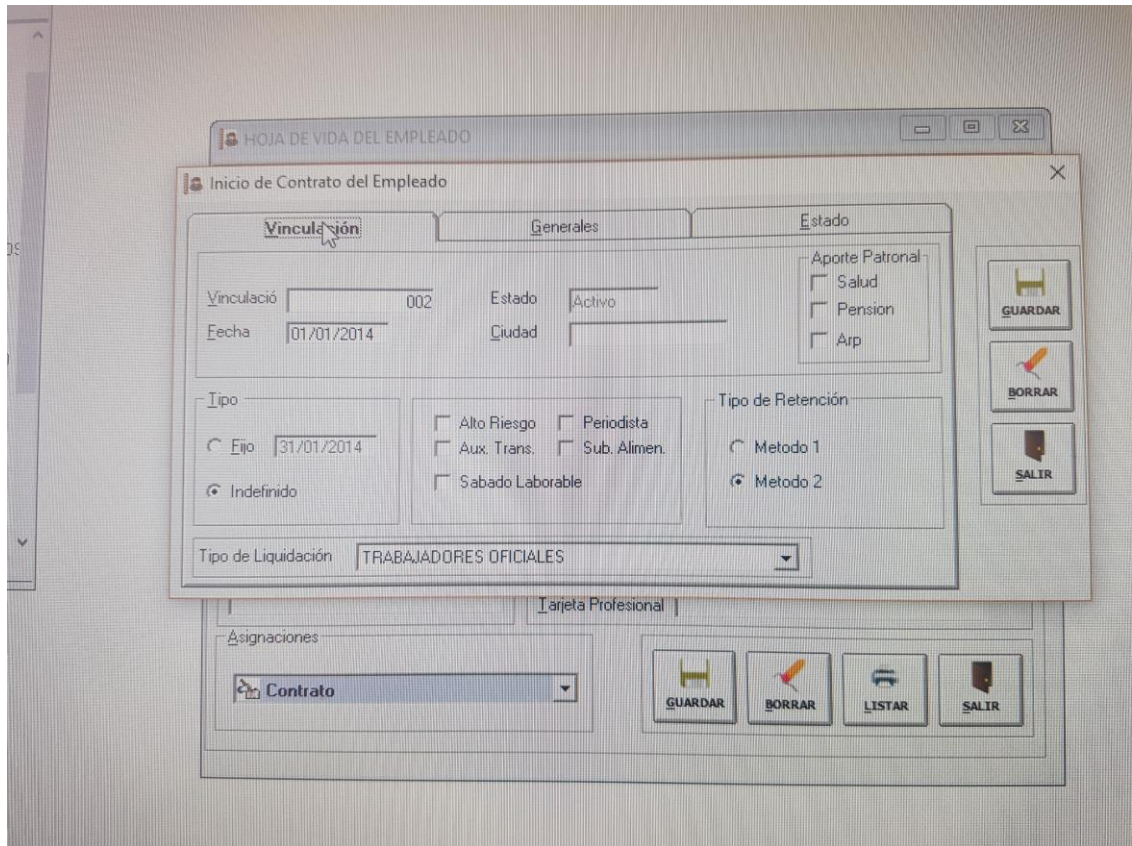 HOJA DE VIDA DEL EMPLEADO
Inicio de Contrato del Empleado
Vinculación Generales Estado
Aporte Patronal
Vinculació 002 Estado Activo Salud
Pension
Fecha 01/01/2014 Ciudad
Arp
GUARDAR
BORRAR
SALIR
Tipo Tipo de Retención
Alto Riesgo Periodista
Fijo 31/01/2014 Aux. Trans. Sub. Alimen. Metodo 1
Indefinido Sabado Laborable Metodo 2
Tipo de Liquidación TRABAJADORES OFICIALES
Tarjeta Profesional
Asignaciones
Contrato
GUARDAR BORRAR LISTAR SALIR